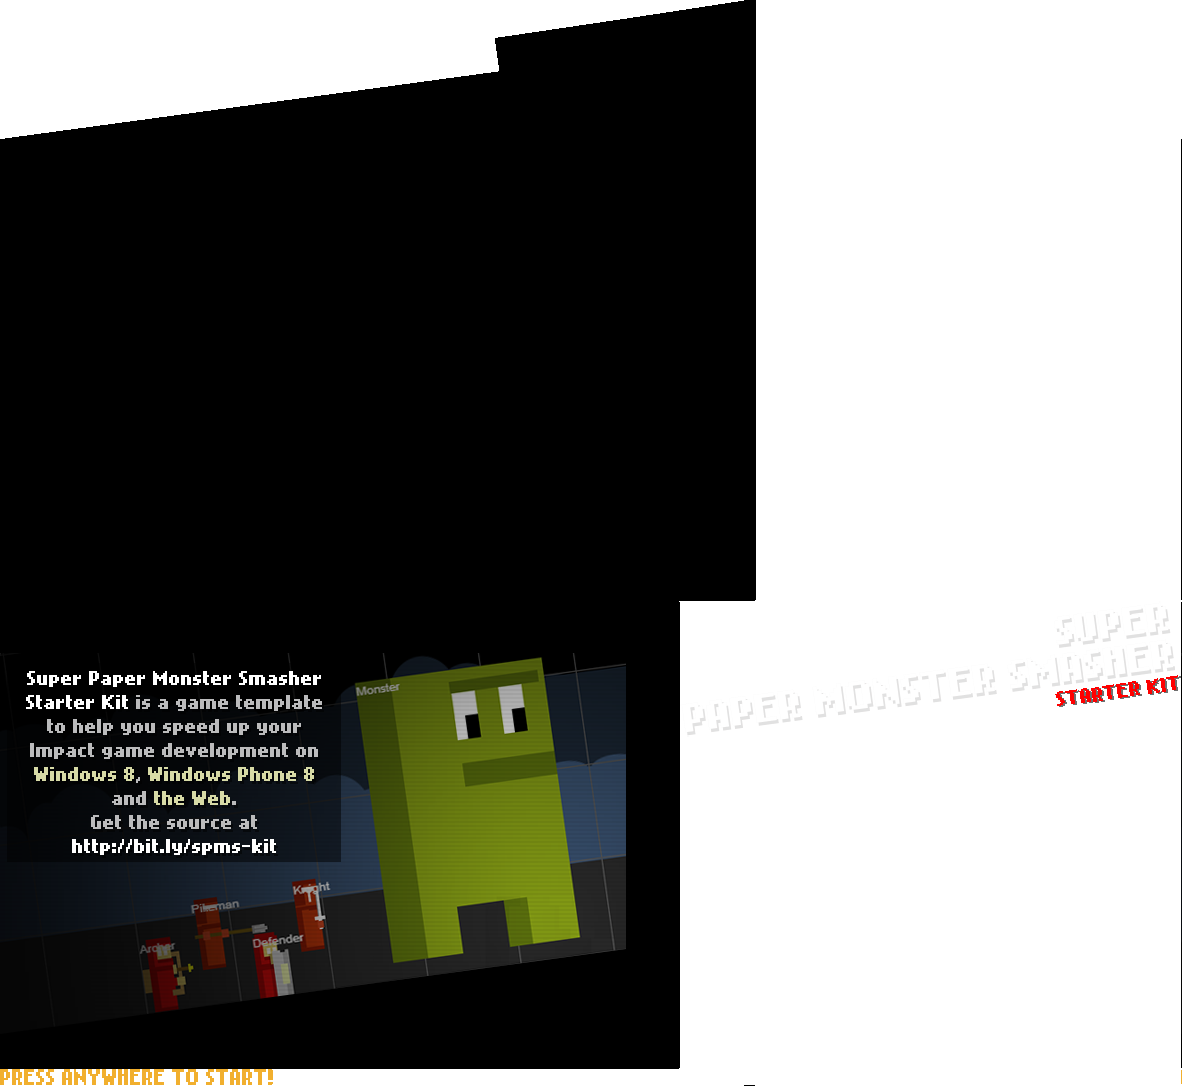 SUPER
PAPER MONSTER SMASHER
STARTER KIT
Super Paper Monster Smasher
Starter Kit is a game template
to help you speed up your
Impact game development on
Windows 8, Windows Phone 8
and the Web.
Get the source at
http://bit.ly/spms-kit
Monster
Knight
Pikeman
Defender
Archer
PRESS ANYWHERE TO START!